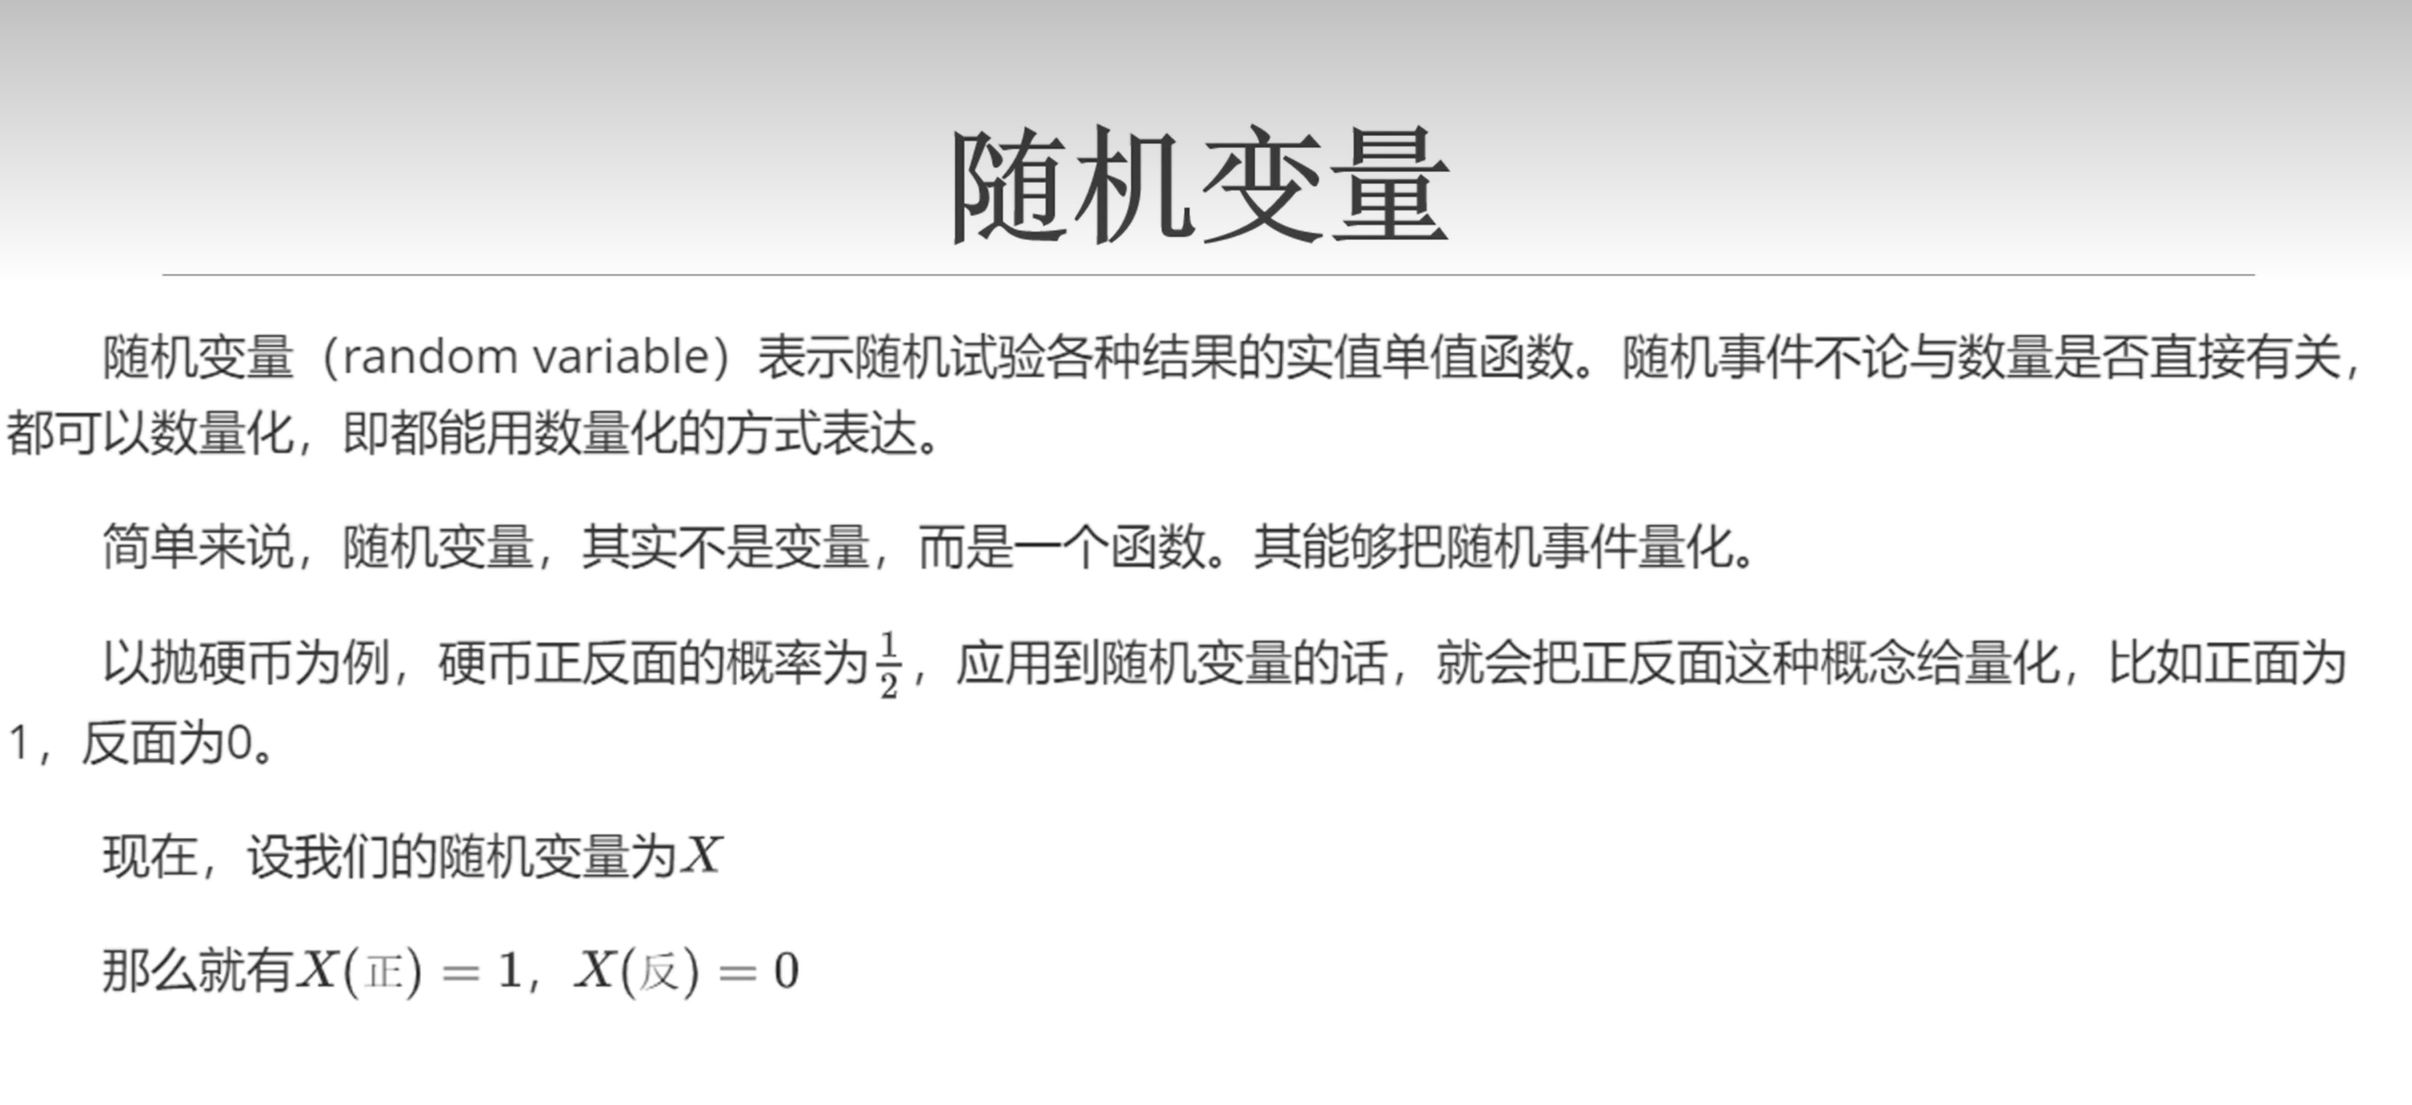 随机变量
随机变量（random variable）表示随机试验各种结果的实值单值函数。随机事件不论与数量是否直接有关，
都可以数量化，即都能用数量化的方式表达。
简单来说，随机变量，其实不是变量，而是一个函数。其能够把随机事件量化。
以抛硬币为例，硬币正反面的概率为1/2，应用到随机变量的话，就会把正反面这种概念给量化，比如正面为
1，反面为0。
现在，设我们的随机变量为X
那么就有X(正) = 1，X(反) = 0